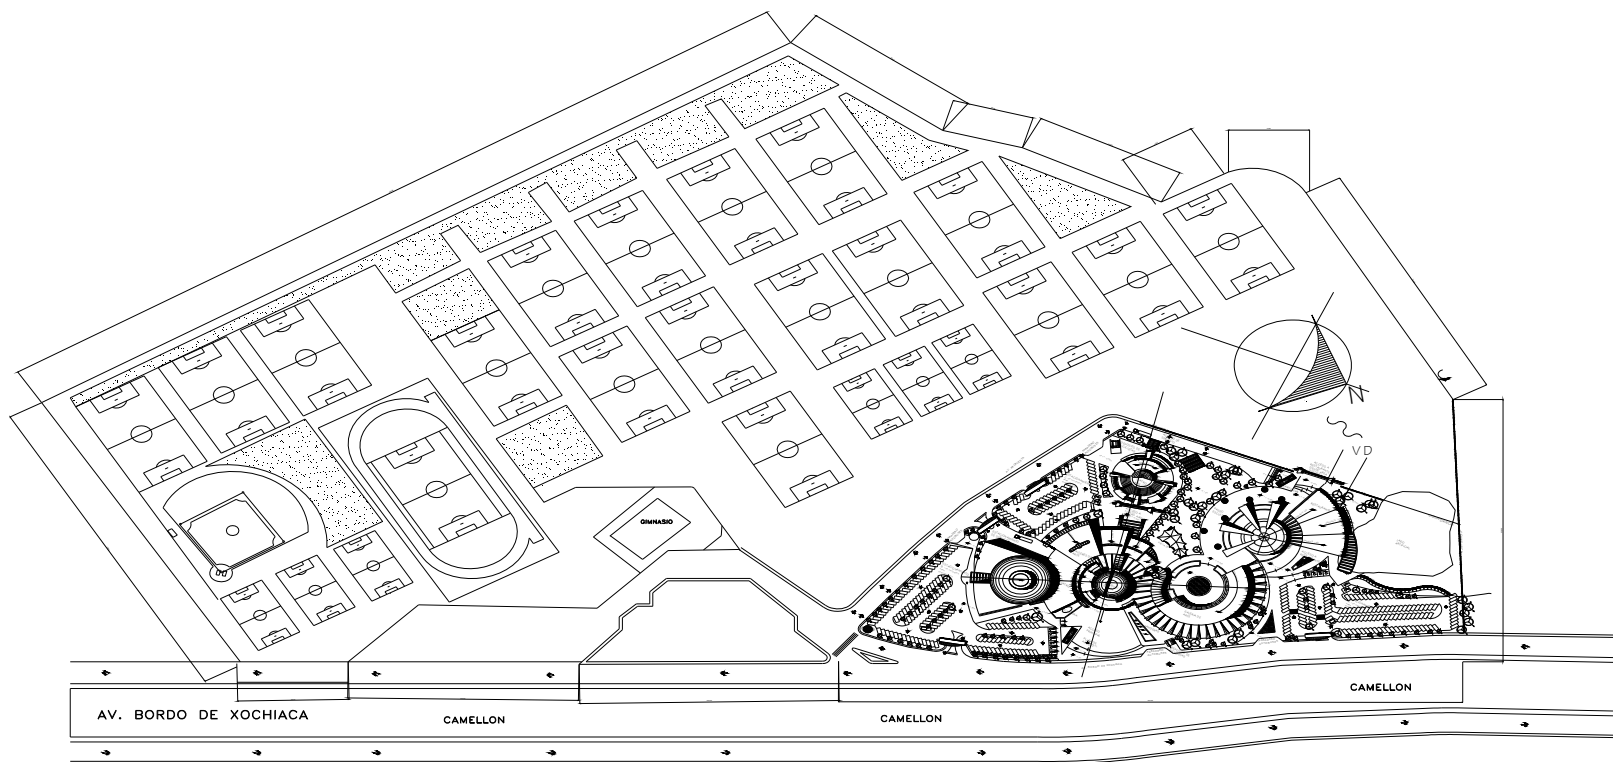 N
VD
GIMNASIO
CAMELLON
AV. BORDO DE XOCHIACA
CAMELLON
CAMELLON